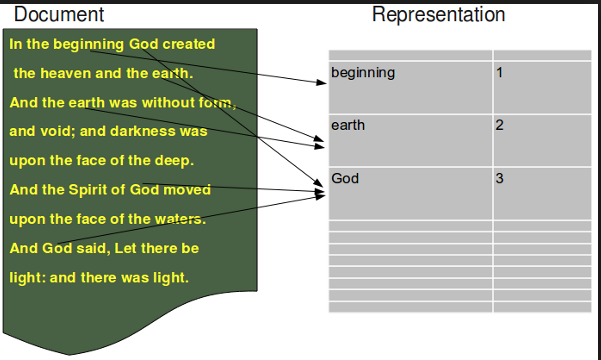 Document
Representation
In the beginning God created
the heaven and the earth.
And the earth was without form,
and void; and darkness was
upon the face of the deep.
And the Spirit of God moved
upon the face of the waters.
And God said, Let there be
light: and there was light.
beginning 1
earth 2
God 3